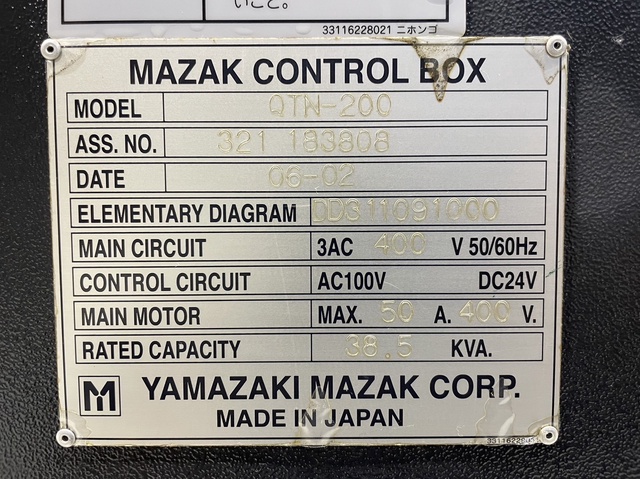 いこと。
33116228021 ニホンゴ
MAZAK CONTROL BOX
MODEL QTN-200
ASS. NO. 321 183808
DATE 06-02
ELEMENTARY DIAGRAM DD311091000
MAIN CIRCUIT 3AC 400 V 50/60Hz
CONTROL CIRCUIT AC100V DC24V
MAIN MOTOR MAX. 50 A. 400 V.
RATED CAPACITY 38.5 KVA.
M YAMAZAKI MAZAK CORP.
MADE IN JAPAN